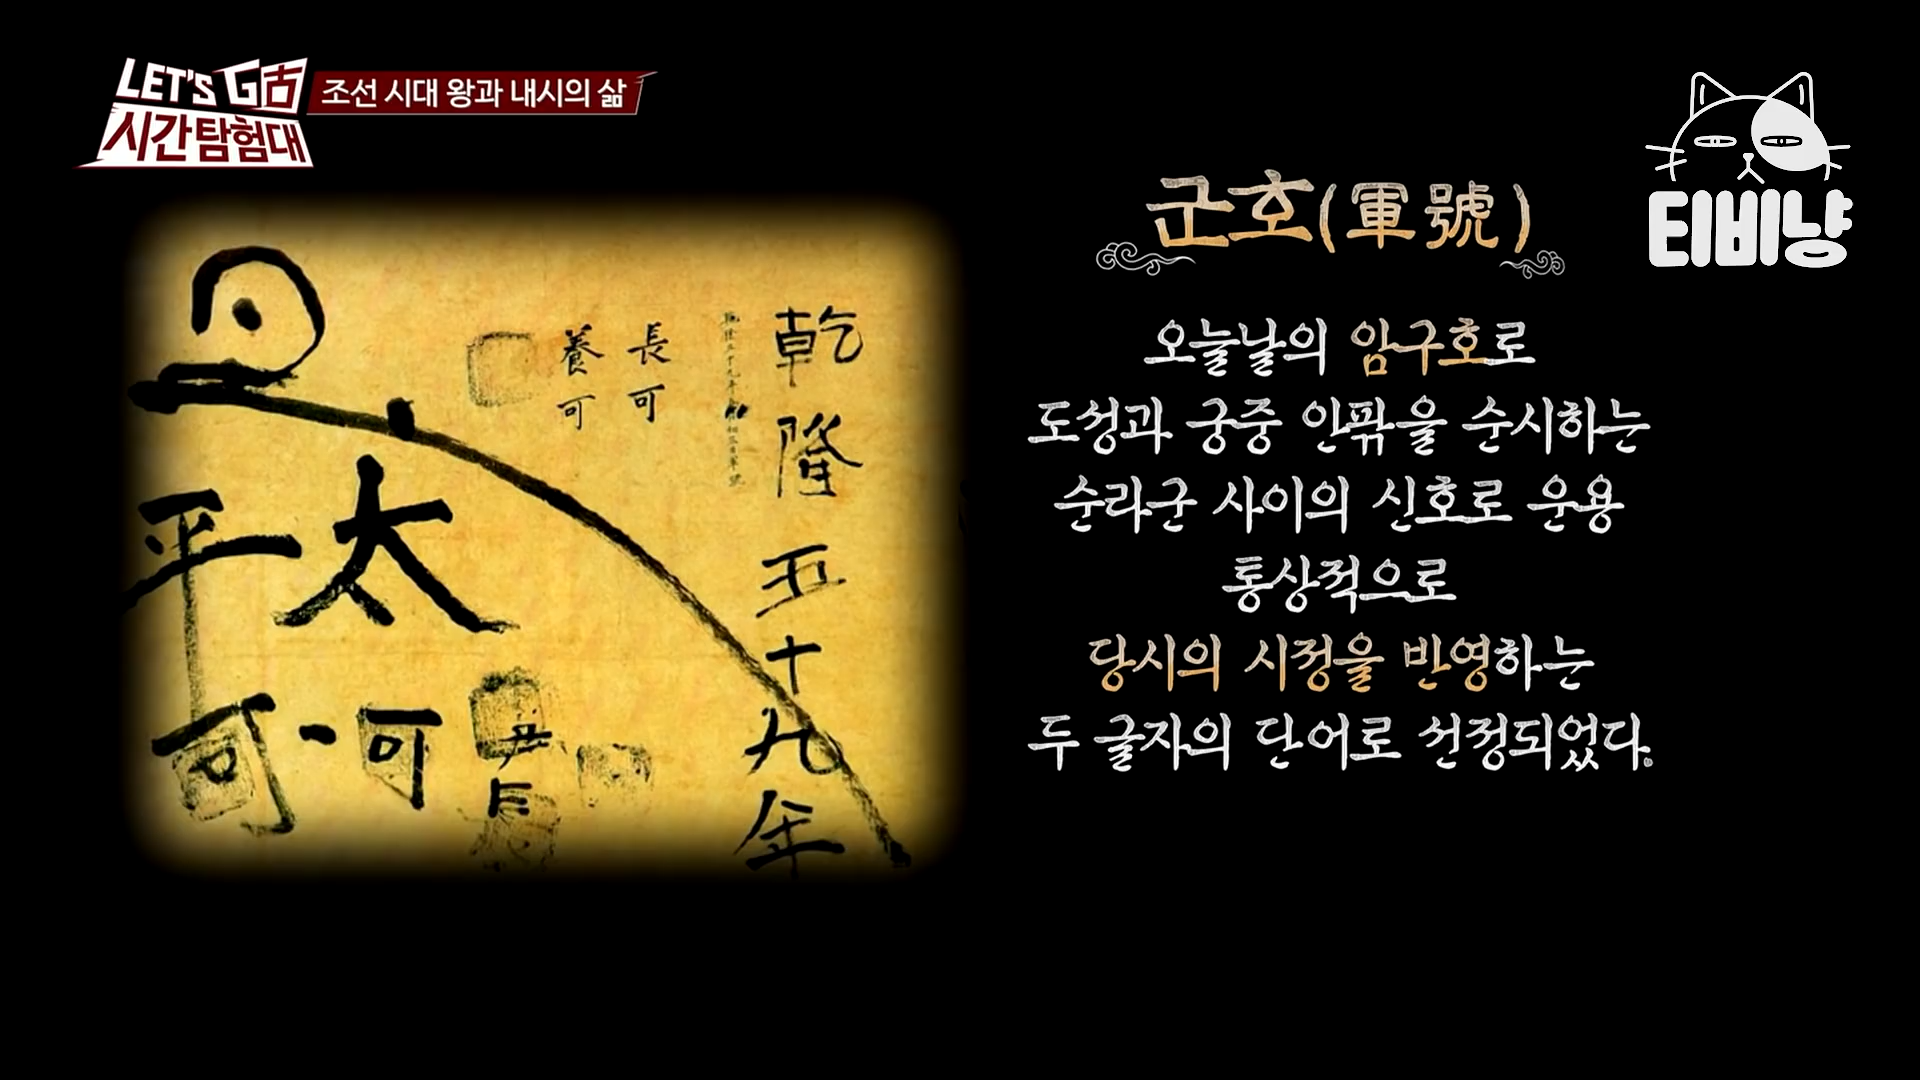 LET'S G古
시간탐험대
조선 시대 왕과 내시의 삶
티비냥
군호(軍號)
오늘날의 암구호로
도성과 궁중 안팎을 순시하는
순라군 사이의 신호로 운용
통상적으로
당시의 시정을 반영하는
두 글자의 단어로 선정되었다.
乾隆五十九年
長可
養可
太可
平可